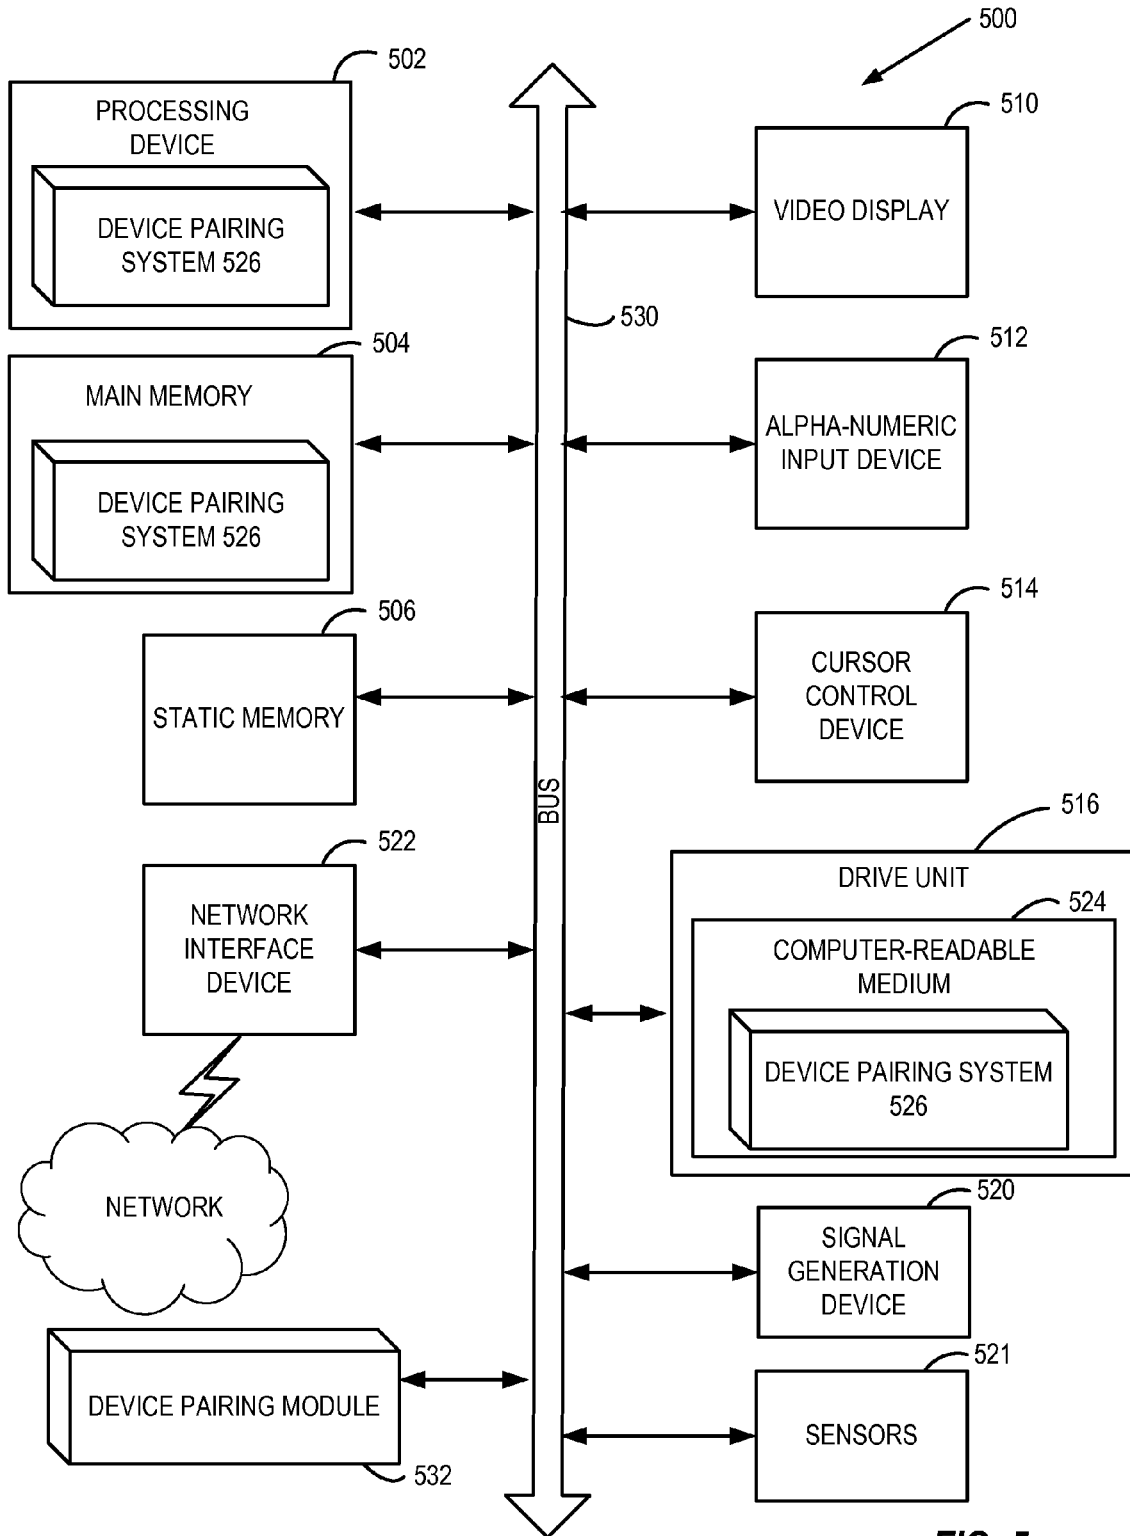 500
502
PROCESSING
DEVICE
DEVICE PAIRING
SYSTEM 526
510
VIDEO DISPLAY
530
504
MAIN MEMORY
DEVICE PAIRING
SYSTEM 526
512
ALPHA-NUMERIC
INPUT DEVICE
506
STATIC MEMORY
514
CURSOR
CONTROL
DEVICE
BUS
522
NETWORK
INTERFACE
DEVICE
516
DRIVE UNIT
524
COMPUTER-READABLE
MEDIUM
DEVICE PAIRING SYSTEM
526
NETWORK
520
SIGNAL
GENERATION
DEVICE
DEVICE PAIRING MODULE
532
521
SENSORS
FIG. 5